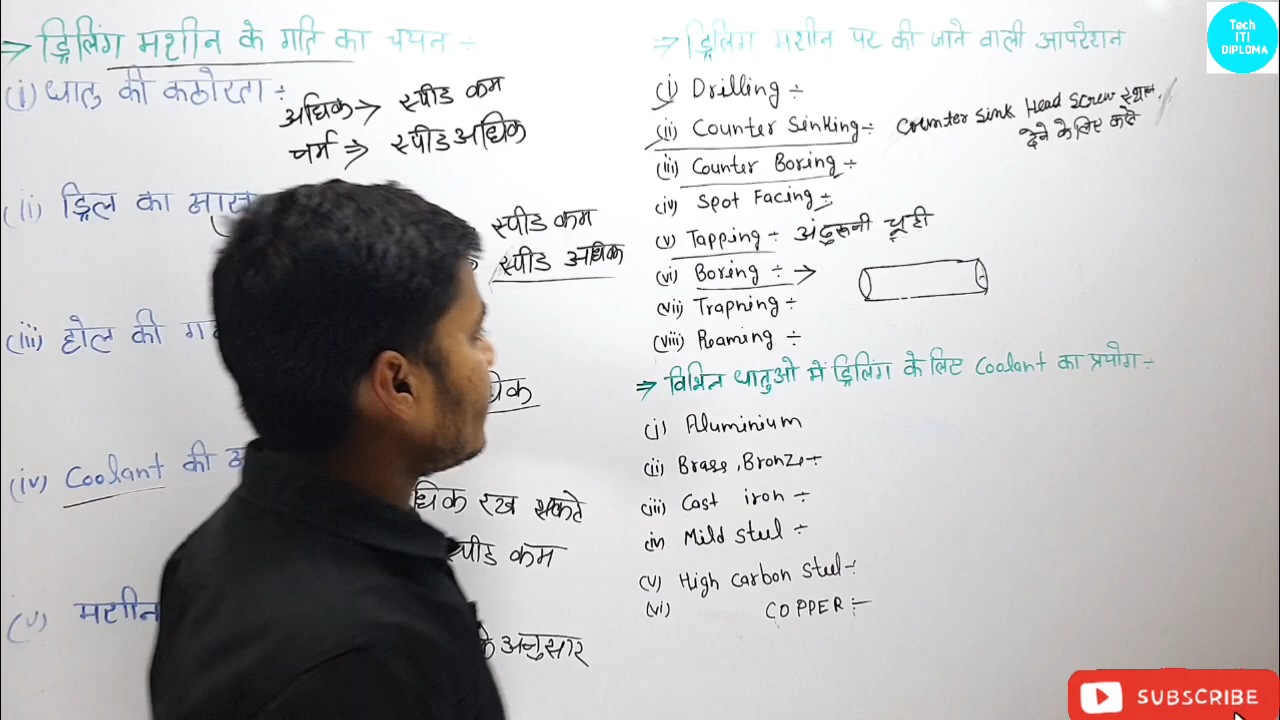 ⇒ ड्रिलिंग मशीन के गति का चयन ÷
(i) धातु की कठोरता ÷
अधिक → स्पीड कम
नर्म ⇒ स्पीड अधिक
(ii) ड्रिल का
स्पीड कम
स्पीड अधिक
(iii) होल की
(iv) Coolant की
रख सकते
स्पीड कम
(v) मशीन
के अनुसार
⇒ ड्रिलिंग मशीन पर की जाने वाली आपरेशन
(i) Drilling ÷
(ii) Counter Sinking ÷ Counter Sink Head Screw स्थान
देने के लिए करते
(iii) Counter Boring ÷
(iv) Spot Facing ÷
(v) Tapping ÷ अंदुरूनी चूड़ी
(vi) Boring ÷ →
(vii) Trapning ÷
(viii) Reaming ÷
⇒ विभिन धातुओ में ड्रिलिंग के लिए Coolant का प्रयोग ÷
(i) Aluminium
(ii) Brass, Bronze ÷
(iii) Cast iron ÷
(iv) Mild Steel ÷
(v) High Carbon Steel ÷
(vi) COPPER ÷
Tech
ITI
DIPLOMA
SUBSCRIBE